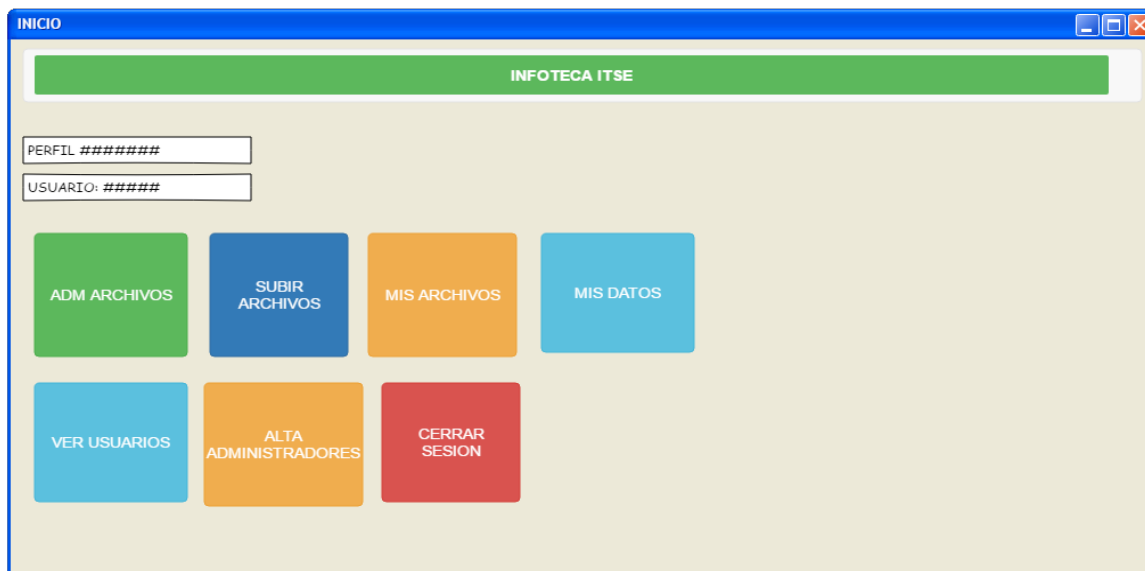 INICIO
INFOTECA ITSE
PERFIL #######
USUARIO: #####
ADM ARCHIVOS
SUBIR
ARCHIVOS
MIS ARCHIVOS
MIS DATOS
VER USUARIOS
ALTA
ADMINISTRADORES
CERRAR
SESION